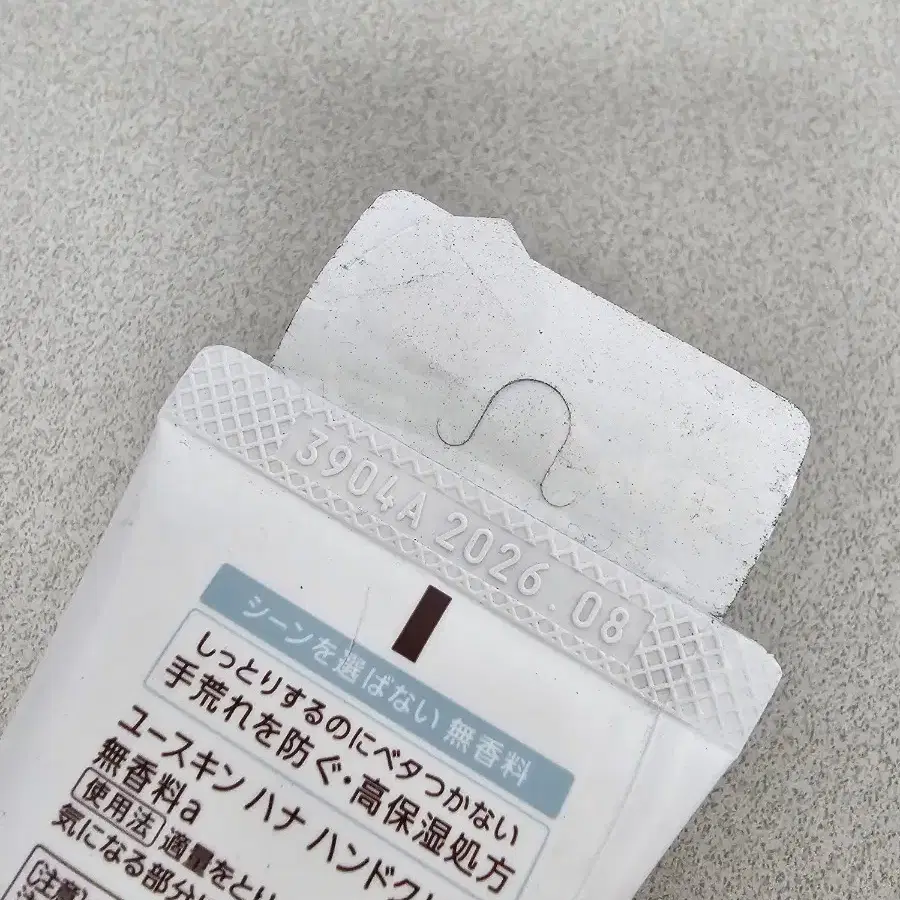 3904A 2026.08
シーンを選ばない 無香料
しっとりするのにベタつかない
手荒れを防ぐ・高保湿処方
ユースキン ハナ ハンドク
無香料a
使用法 適量をとり
気になる部分
注意